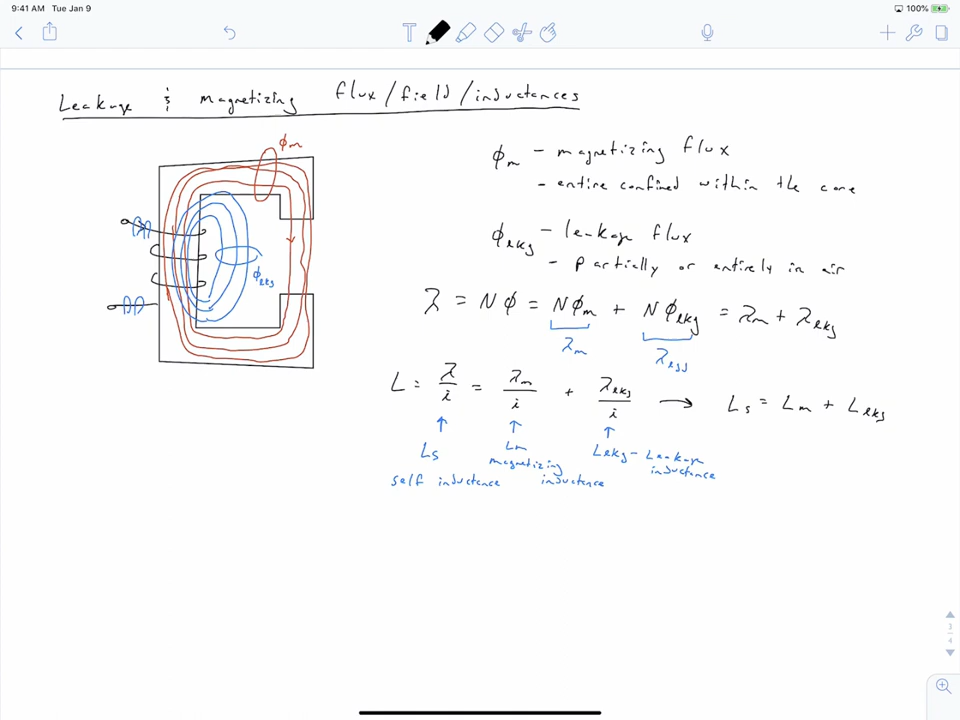 9:41 AM Tue Jan 9
100%
T
Leakage & magnetizing flux/field/inductances
ϕm
ϕm – magnetizing flux
– entire confined within the core
ϕlkg – leakage flux
– partially or entirely in air
ϕlkg
λ = Nϕ = Nϕm + Nϕlkg = λm + λlkg
λm
L = λ/i = λm/i + λlkg/i → Ls = Lm + Llkg
Ls
self inductance
Lm
magnetizing inductance
Llkg – Leakage inductance
3
4